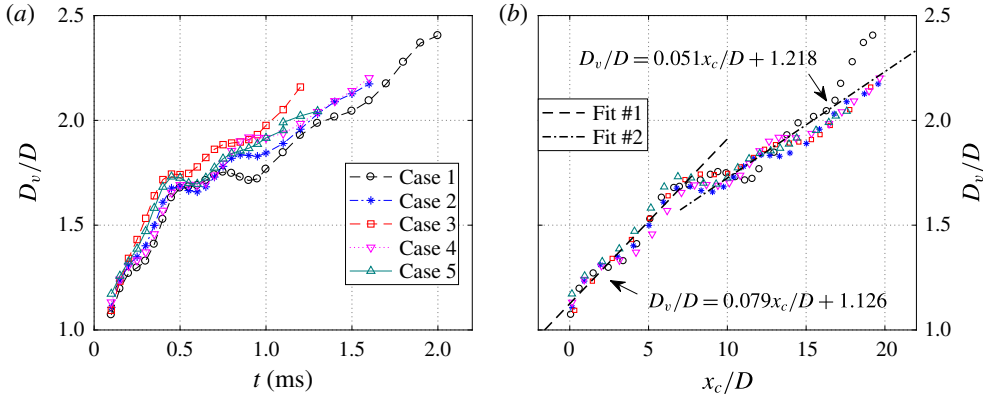 (a)
2.5
2.0
1.5
1.0
D_v/D
0
0.5
1.0
1.5
2.0
t (ms)
Case 1
Case 2
Case 3
Case 4
Case 5
(b)
D_v/D = 0.051x_c/D + 1.218
Fit #1
Fit #2
D_v/D = 0.079x_c/D + 1.126
0
5
10
15
20
x_c/D
2.5
2.0
1.5
1.0
D_v/D